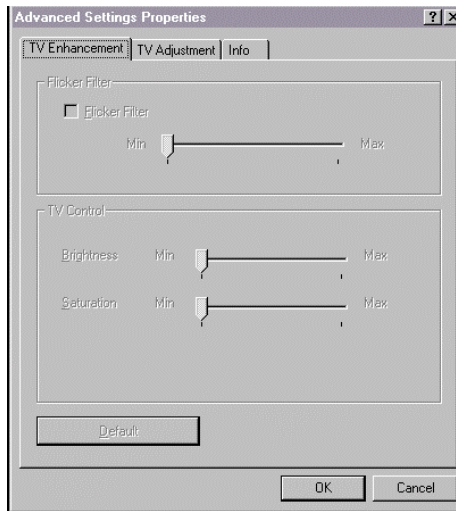 Advanced Settings Properties
TV Enhancement TV Adjustment Info
Flicker Filter
Flicker Filter
Min Max
TV Control
Brightness Min Max
Saturation Min Max
Default
OK Cancel